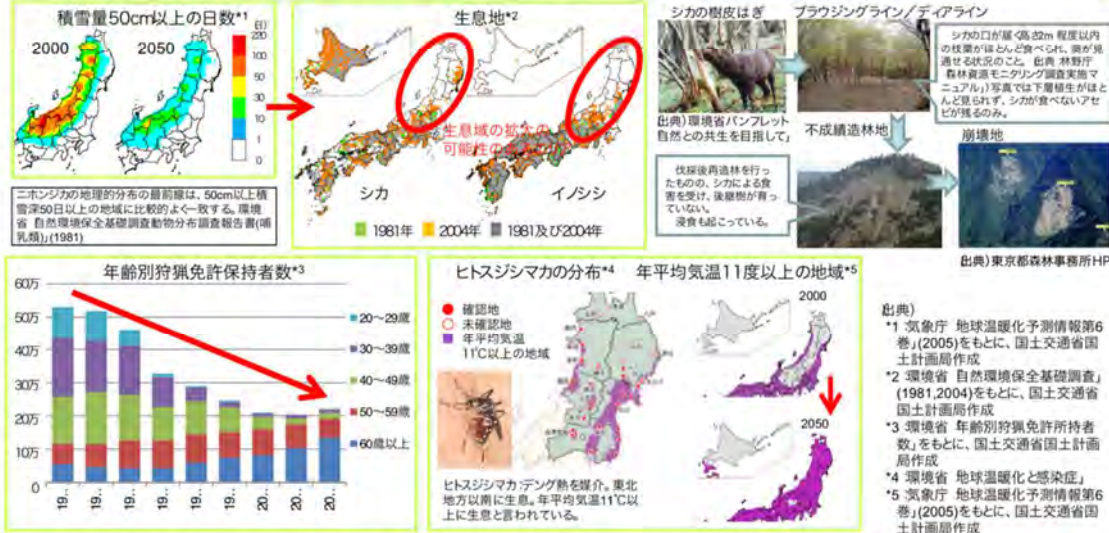 積雪量50cm以上の日数*1
2000
2050
(日)
220
100
50
30
10
1
0
ニホンジカの地理的分布の最前線は、50cm以上積
雪深50日以上の地域に比較的よく一致する。環境
省 自然環境保全基礎調査動物分布調査報告書(哺
乳類)」(1981)
生息地*2
生息域の拡大の
シカ
イノシシ
1981年
2004年
1981及び2004年
シカの樹皮はぎ
出典)環境省パンフレット
自然との共生を目指して」
ブラウジングライン/ディアライン
シカの口が届く高さ2m 程度以内
の枝葉がほとんど食べられ、奥が見
通せる状況のこと。出典 林野庁
森林資源モニタリング調査実施マ
ニュアル」)写真では下層植生がほと
んど見られず、シカが食べないアセ
ビが残るのみ。
不成績造林地
伐採後再造林を行っ
たものの、シカによる食
害を受け、後継樹が育っ
ていない。
浸食も起こっている。
崩壊地
出典)東京都森林事務所HP
年齢別狩猟免許保持者数*3
60万
50万
40万
30万
20万
10万
0
19..
19..
19..
19..
19..
19..
20..
20..
20..
20~29歳
30~39歳
40~49歳
50~59歳
60歳以上
ヒトスジシマカの分布*4
確認地
未確認地
年平均気温
11℃以上の地域
ヒトスジシマカ:デング熱を媒介。東北
地方以南に生息。年平均気温11℃以
上に生息と言われている。
年平均気温11度以上の地域*5
2000
2050
出典)
*1 気象庁 地球温暖化予測情報第6
巻」(2005)をもとに、国土交通省国
土計画局作成
*2 環境省 自然環境保全基礎調査」
(1981,2004)をもとに、国土交通省
国土計画局作成
*3 環境省 年齢別狩猟免許所持者
数」をもとに、国土交通省国土計画
局作成
*4 環境省 地球温暖化と感染症」
*5 気象庁 地球温暖化予測情報第6
巻」(2005)をもとに、国土交通省国
土計画局作成